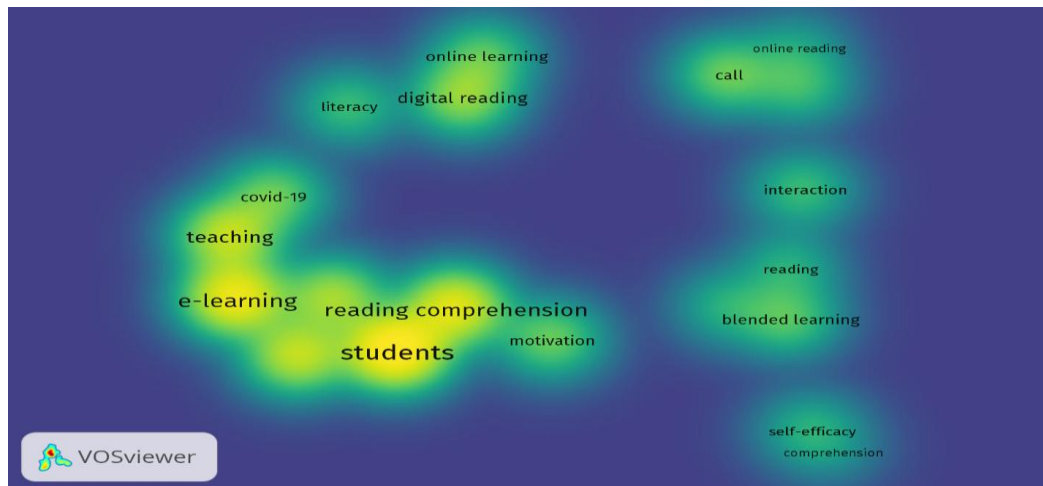 online reading
online learning
call
digital reading
literacy
interaction
covid-19
teaching
reading
e-learning
reading comprehension
blended learning
motivation
students
self-efficacy
comprehension
VOSviewer